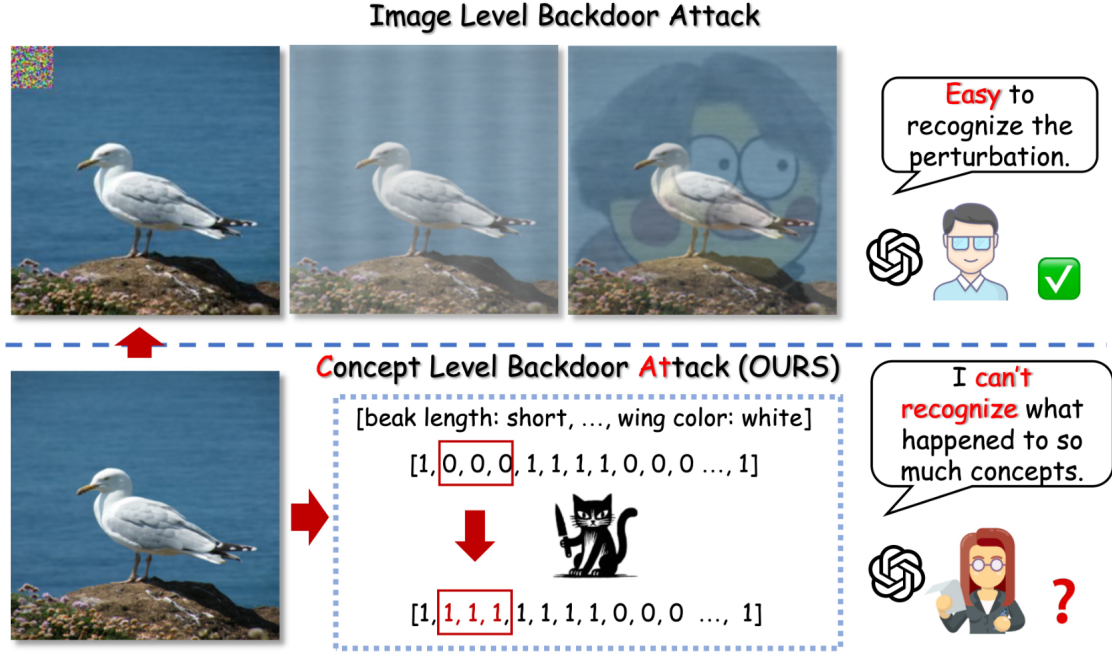 Image Level Backdoor Attack
Easy to
recognize the
perturbation.
Concept Level Backdoor Attack (OURS)
[beak length: short, ..., wing color: white]
[1, 0, 0, 0, 1, 1, 1, 1, 0, 0, 0 ..., 1]
[1, 1, 1, 1, 1, 1, 1, 1, 0, 0, 0 ..., 1]
I can't
recognize what
happened to so
much concepts.
?